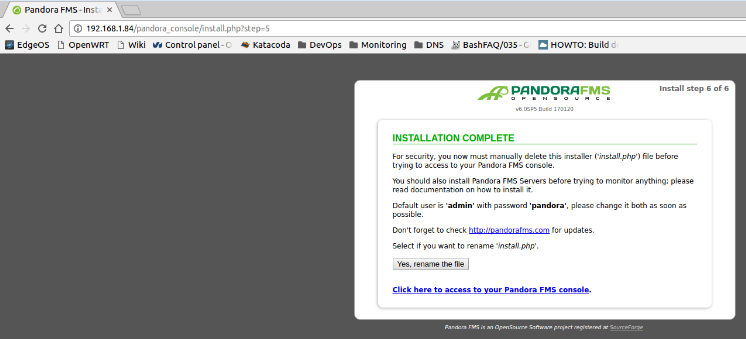 Pandora FMS - Insta
192.168.1.84/pandora_console/install.php?step=5
EdgeOS OpenWRT Wiki Control panel - O Katacoda DevOps Monitoring DNS BashFAQ/035 - G HOWTO: Build d
PANDORAFMS
OPENSOURCE
Install step 6 of 6
v6.0SP5 Build 170120
INSTALLATION COMPLETE
For security, you now must manually delete this installer ('install.php') file before
trying to access to your Pandora FMS console.
You should also install Pandora FMS Servers before trying to monitor anything; please
read documentation on how to install it.
Default user is 'admin' with password 'pandora', please change it both as soon as
possible.
Don't forget to check http://pandorafms.com for updates.
Select if you want to rename 'install.php'.
Yes, rename the file
Click here to access to your Pandora FMS console.
Pandora FMS is an OpenSource Software project registered at SourceForge